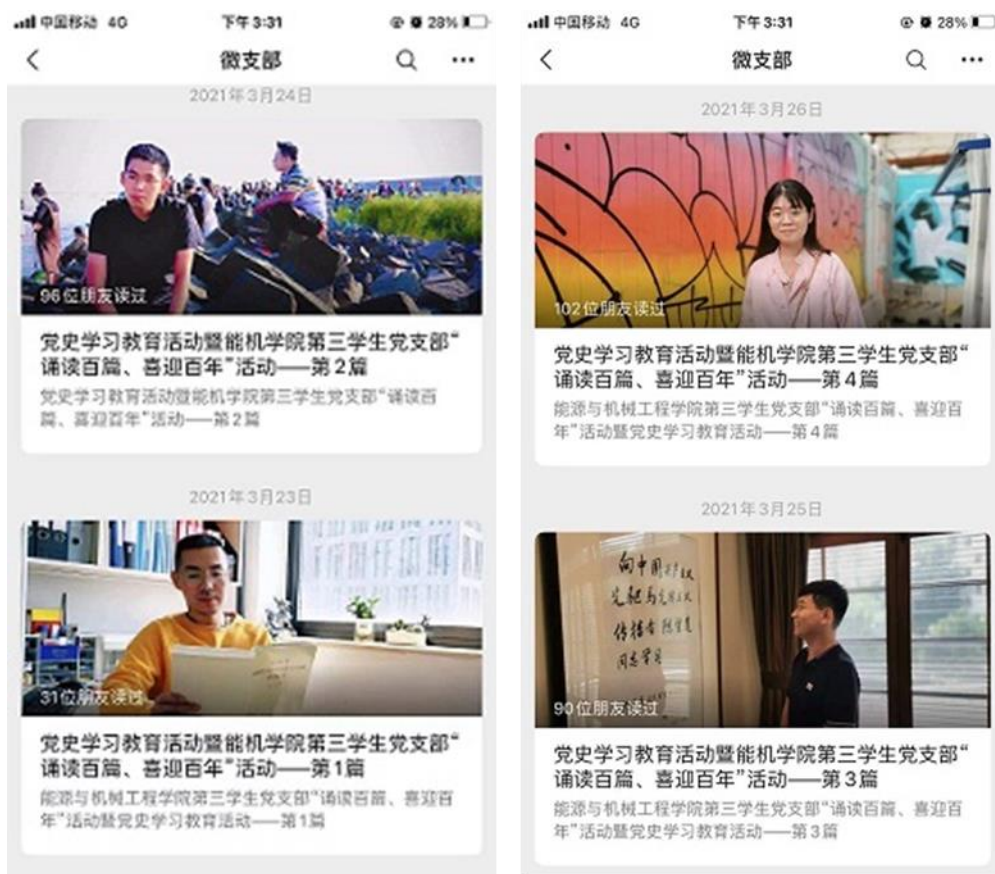 中国移动 4G 下午3:31 28%
微支部
2021年3月24日
96位朋友读过
党史学习教育活动暨能机学院第三学生党支部“
诵读百篇、喜迎百年”活动——第2篇
党史学习教育活动暨能机学院第三学生党支部“诵读百
篇、喜迎百年”活动——第2篇
2021年3月23日
31位朋友读过
党史学习教育活动暨能机学院第三学生党支部“
诵读百篇、喜迎百年”活动——第1篇
能源与机械工程学院第三学生党支部“诵读百篇、喜迎百
年”活动暨党史学习教育活动——第1篇
中国移动 4G 下午3:31 28%
微支部
2021年3月26日
102位朋友读过
党史学习教育活动暨能机学院第三学生党支部“
诵读百篇、喜迎百年”活动——第4篇
能源与机械工程学院第三学生党支部“诵读百篇、喜迎百
年”活动暨党史学习教育活动——第4篇
2021年3月25日
向中国
传播者
同志学习
90位朋友读过
党史学习教育活动暨能机学院第三学生党支部“
诵读百篇、喜迎百年”活动——第3篇
能源与机械工程学院第三学生党支部“诵读百篇、喜迎百
年”活动暨党史学习教育活动——第3篇